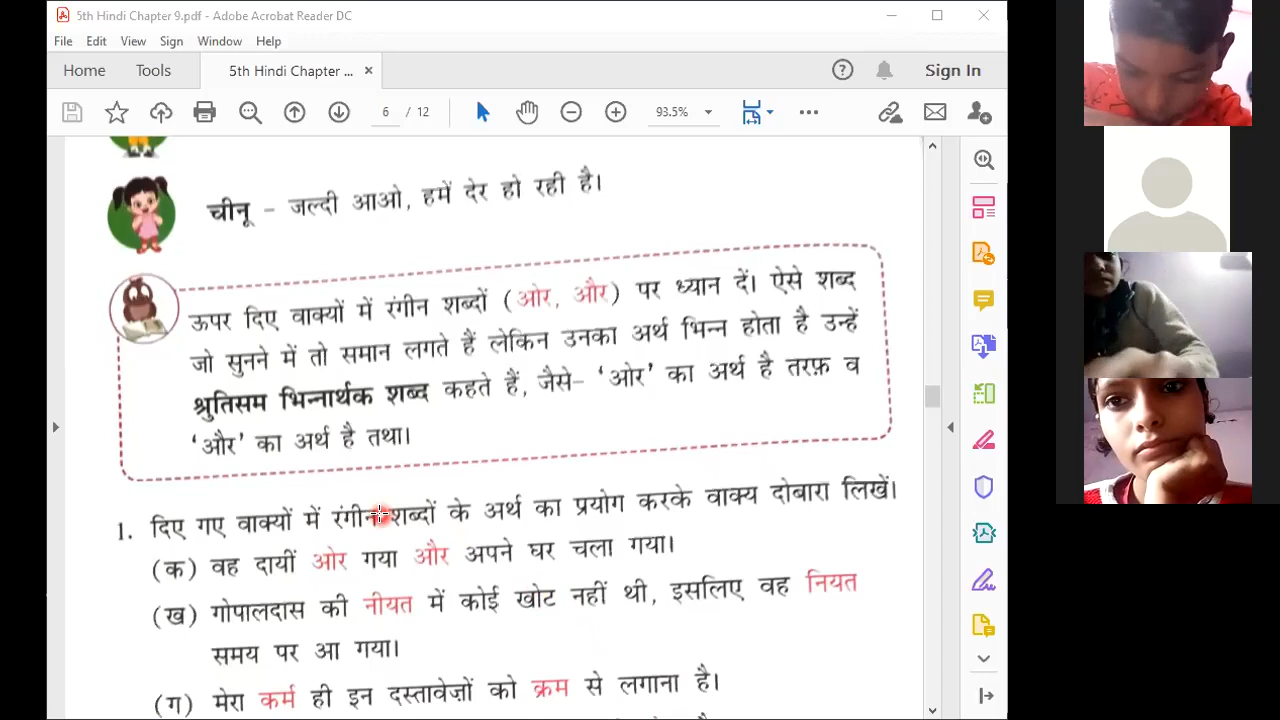 5th Hindi Chapter 9.pdf - Adobe Acrobat Reader DC
File Edit View Sign Window Help
Home Tools 5th Hindi Chapter ... × Sign In
6 / 12 93.5%
चीनू – जल्दी आओ, हमें देर हो रही है।
ऊपर दिए वाक्यों में रंगीन शब्दों (ओर, और) पर ध्यान दें। ऐसे शब्द
जो सुनने में तो समान लगते हैं लेकिन उनका अर्थ भिन्न होता है उन्हें
श्रुतिसम भिन्नार्थक शब्द कहते हैं, जैसे– 'ओर' का अर्थ है तरफ़ व
'और' का अर्थ है तथा।
1. दिए गए वाक्यों में रंगीन शब्दों के अर्थ का प्रयोग करके वाक्य दोबारा लिखें।
(क) वह दायीं ओर गया और अपने घर चला गया।
(ख) गोपालदास की नीयत में कोई खोट नहीं थी, इसलिए वह नियत
समय पर आ गया।
(ग) मेरा कर्म ही इन दस्तावेज़ों को क्रम से लगाना है।